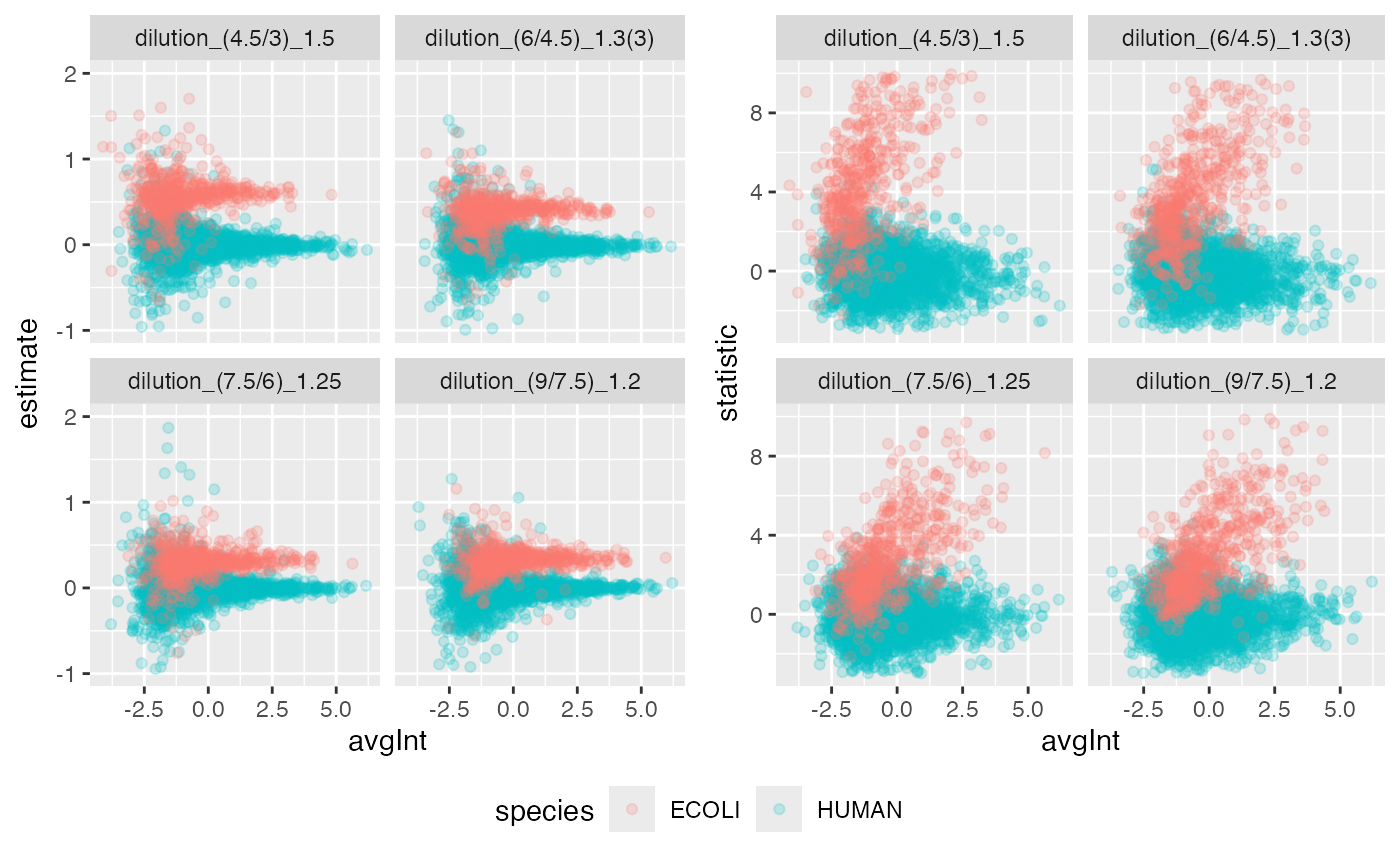 dilution_(4.5/3)_1.5 dilution_(6/4.5)_1.3(3)
2
1
0
-1
dilution_(7.5/6)_1.25 dilution_(9/7.5)_1.2
2
1
0
-1
-2.5 0.0 2.5 5.0 -2.5 0.0 2.5 5.0
avgInt
estimate
dilution_(4.5/3)_1.5 dilution_(6/4.5)_1.3(3)
8
4
0
dilution_(7.5/6)_1.25 dilution_(9/7.5)_1.2
8
4
0
-2.5 0.0 2.5 5.0 -2.5 0.0 2.5 5.0
avgInt
statistic
species ECOLI HUMAN